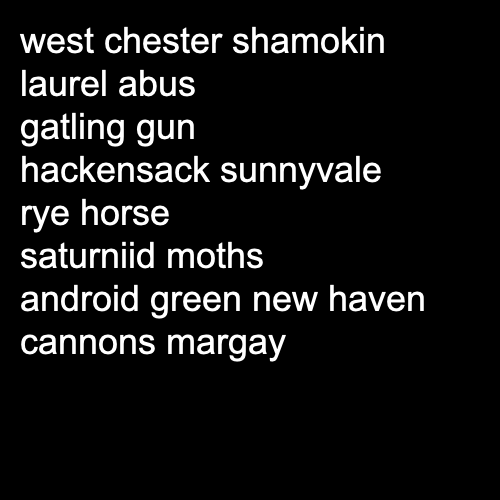 west chester shamokin
laurel abus
gatling gun
hackensack sunnyvale
rye horse
saturniid moths
android green new haven
cannons margay